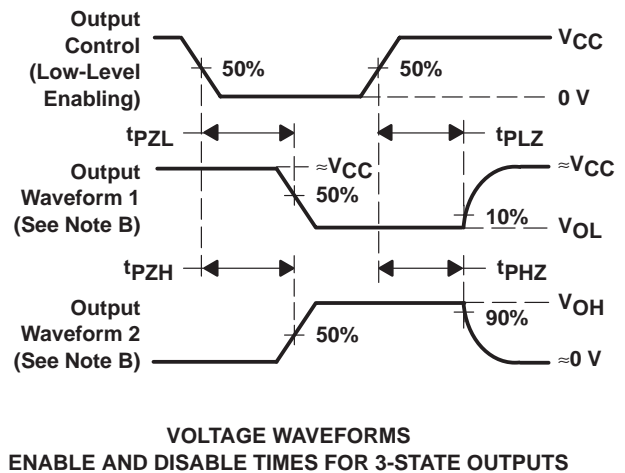 Output
Control
(Low-Level
Enabling)
50%
50%
VCC
0 V
tPZL
tPLZ
Output
Waveform 1
(See Note B)
≈VCC
50%
≈VCC
10%
VOL
tPZH
tPHZ
Output
Waveform 2
(See Note B)
50%
VOH
90%
≈0 V
VOLTAGE WAVEFORMS
ENABLE AND DISABLE TIMES FOR 3-STATE OUTPUTS